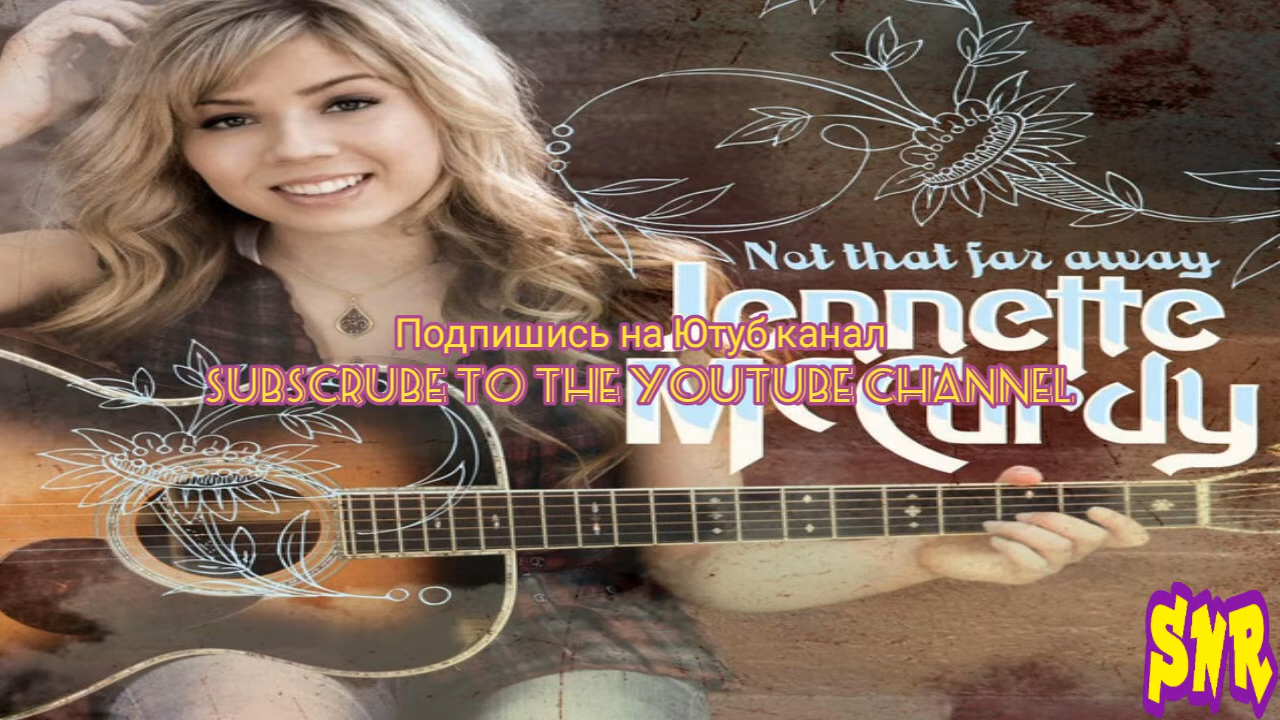 Not that far away
Jennette
McCurdy
Подпишись на Ютуб канал
SUBSCRUBE TO THE YOUTUBE CHANNEL
SNR